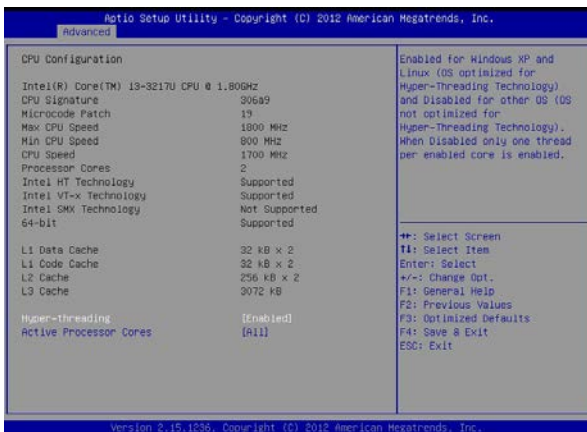 Aptio Setup Utility – Copyright (C) 2012 American Megatrends, Inc.
Advanced
CPU Configuration
Intel(R) Core(TM) i3-3217U CPU @ 1.80GHz
CPU Signature 306a9
Microcode Patch 19
Max CPU Speed 1800 MHz
Min CPU Speed 800 MHz
CPU Speed 1700 MHz
Processor Cores 2
Intel HT Technology Supported
Intel VT-x Technology Supported
Intel SMX Technology Not Supported
64-bit Supported
L1 Data Cache 32 kB x 2
L1 Code Cache 32 kB x 2
L2 Cache 256 kB x 2
L3 Cache 3072 kB
Hyper-threading [Enabled]
Active Processor Cores [All]
Enabled for Windows XP and
Linux (OS optimized for
Hyper-Threading Technology)
and Disabled for other OS (OS
not optimized for
Hyper-Threading Technology).
When Disabled only one thread
per enabled core is enabled.
→←: Select Screen
↑↓: Select Item
Enter: Select
+/-: Change Opt.
F1: General Help
F2: Previous Values
F3: Optimized Defaults
F4: Save & Exit
ESC: Exit
Version 2.15.1236. Copyright (C) 2012 American Megatrends, Inc.